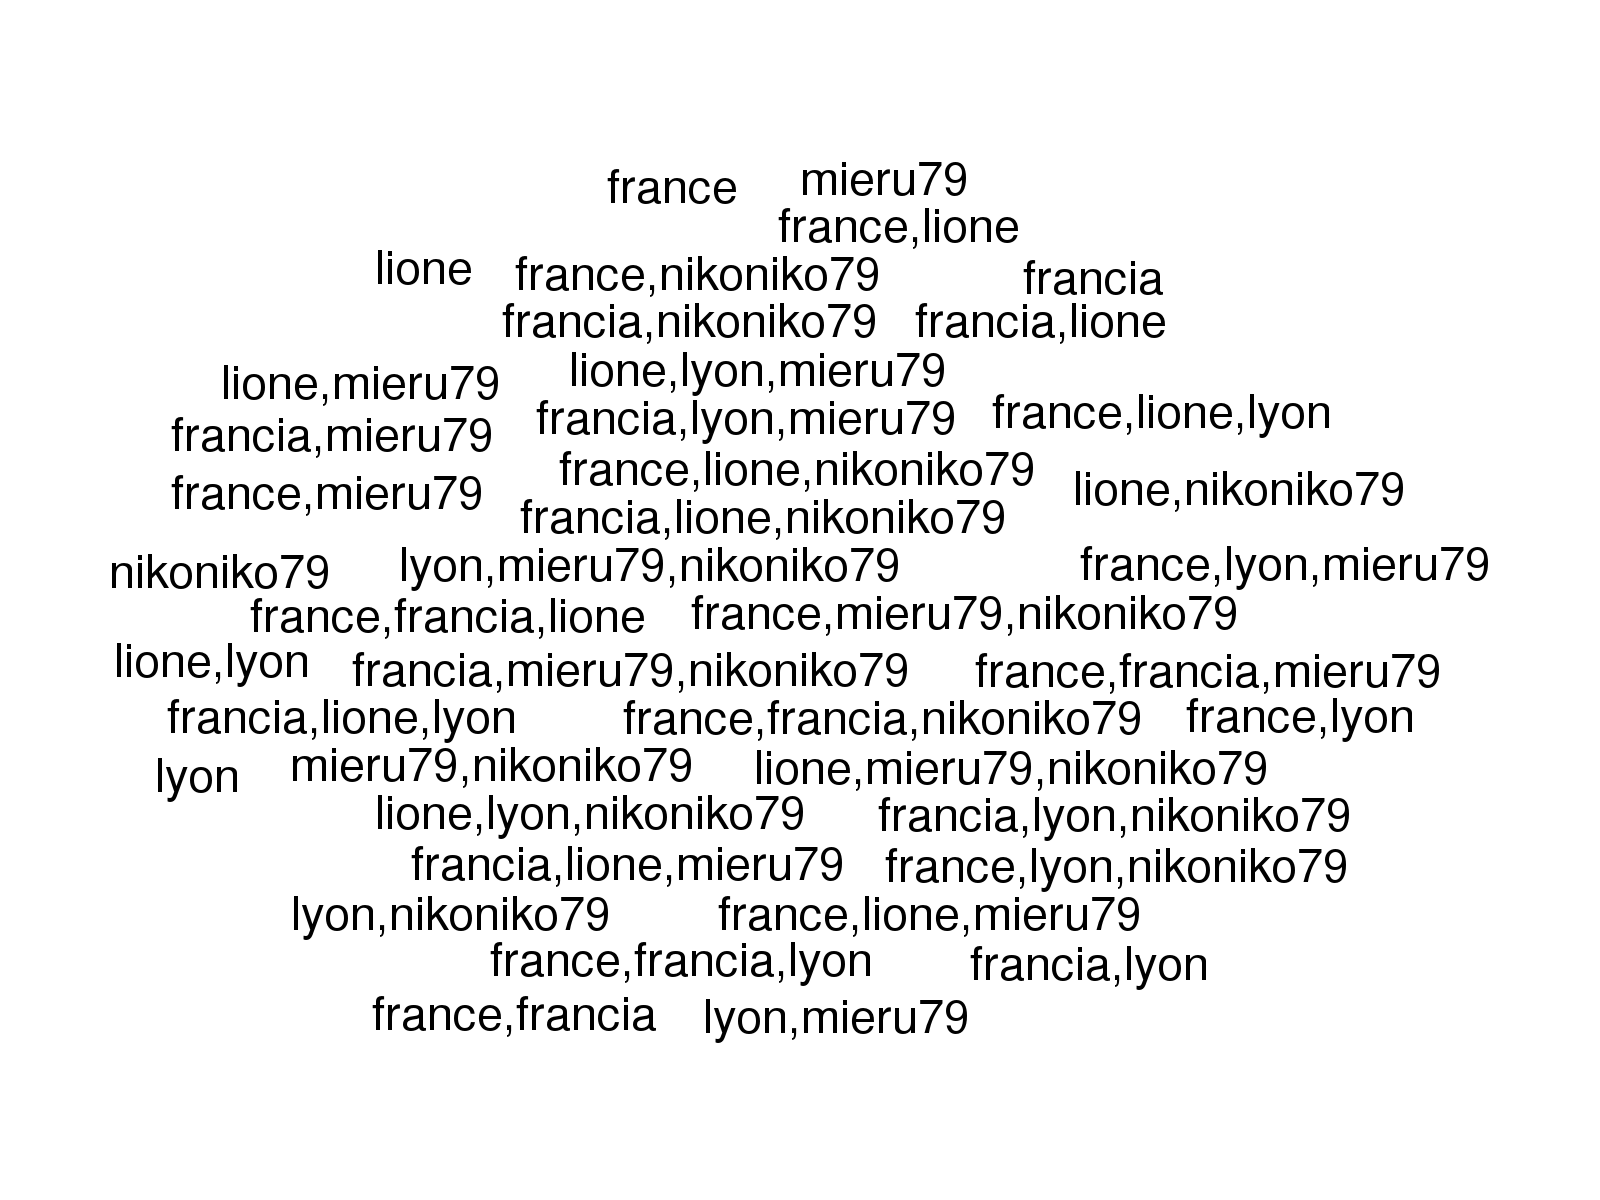 france mieru79
france,lione
lione france,nikoniko79 francia
francia,nikoniko79 francia,lione
lione,mieru79 lione,lyon,mieru79
francia,mieru79 francia,lyon,mieru79 france,lione,lyon
france,mieru79 france,lione,nikoniko79 lione,nikoniko79
francia,lione,nikoniko79
nikoniko79 lyon,mieru79,nikoniko79 france,lyon,mieru79
france,francia,lione france,mieru79,nikoniko79
lione,lyon francia,mieru79,nikoniko79 france,francia,mieru79
francia,lione,lyon france,francia,nikoniko79 france,lyon
lyon mieru79,nikoniko79 lione,mieru79,nikoniko79
lione,lyon,nikoniko79 francia,lyon,nikoniko79
francia,lione,mieru79 france,lyon,nikoniko79
lyon,nikoniko79 france,lione,mieru79
france,francia,lyon francia,lyon
france,francia lyon,mieru79